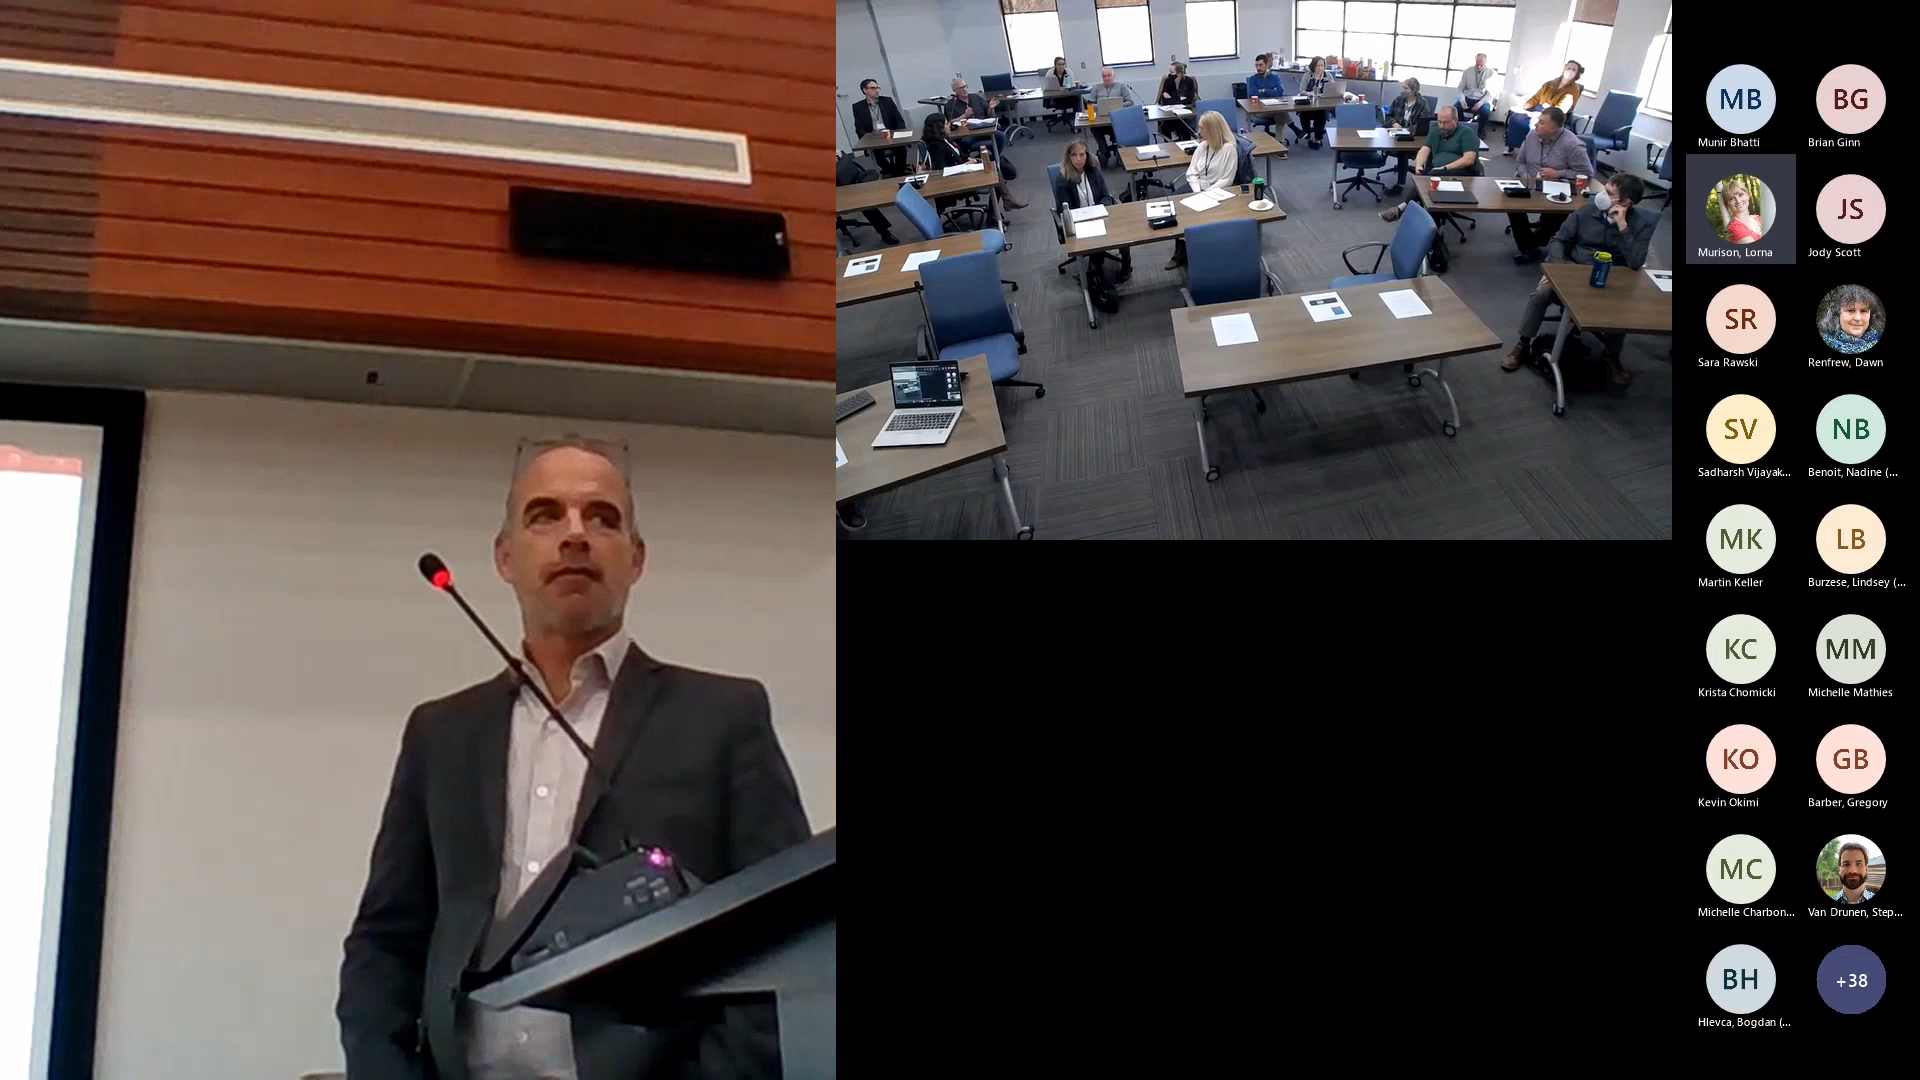 MB BG
Munir Bhatti Brian Ginn
JS
Murison, Lorna Jody Scott
SR
Sara Rawski Renfrew, Dawn
SV NB
Sadharsh Vijayak... Benoit, Nadine (...
MK LB
Martin Keller Burzese, Lindsey (...
KC MM
Krista Chomicki Michelle Mathies
KO GB
Kevin Okimi Barber, Gregory
MC
Michelle Charbon... Van Drunen, Step...
BH +38
Hlevca, Bogdan (...